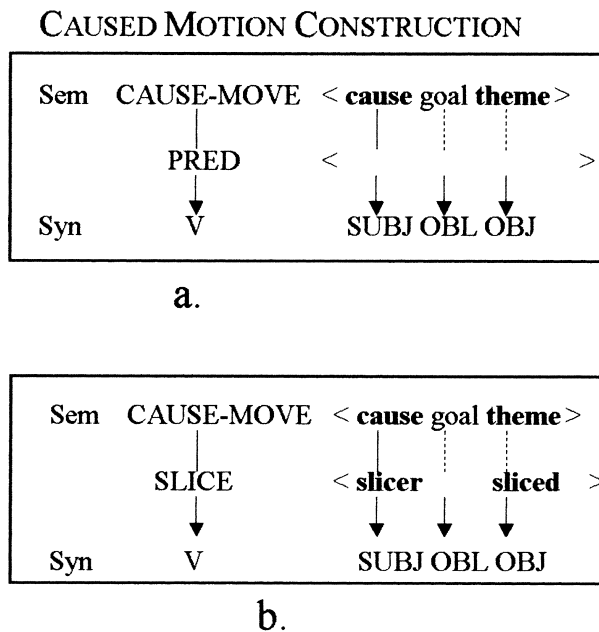 CAUSED MOTION CONSTRUCTION
Sem CAUSE-MOVE < cause goal theme >
PRED < >
Syn V SUBJ OBL OBJ
a.
Sem CAUSE-MOVE < cause goal theme >
SLICE < slicer sliced >
Syn V SUBJ OBL OBJ
b.